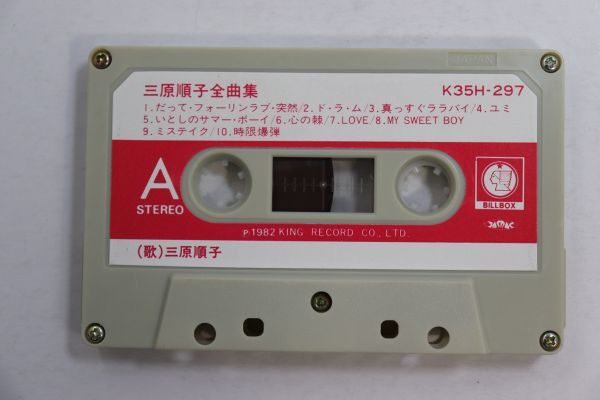 JAPAN
三原順子全曲集
K35H-297
1.だって・フォーリンラブ・突然/2.ド・ラ・ム/3.真っすぐララバイ/4.ユミ
5.いとしのサマー・ボーイ/6.心の棘/7.LOVE/8.MY SWEET BOY
9.ミステイク/10.時限爆弾
A
STEREO
BILLBOX
JASRAC
P1982 KING RECORD CO., LTD.
(歌)三原順子